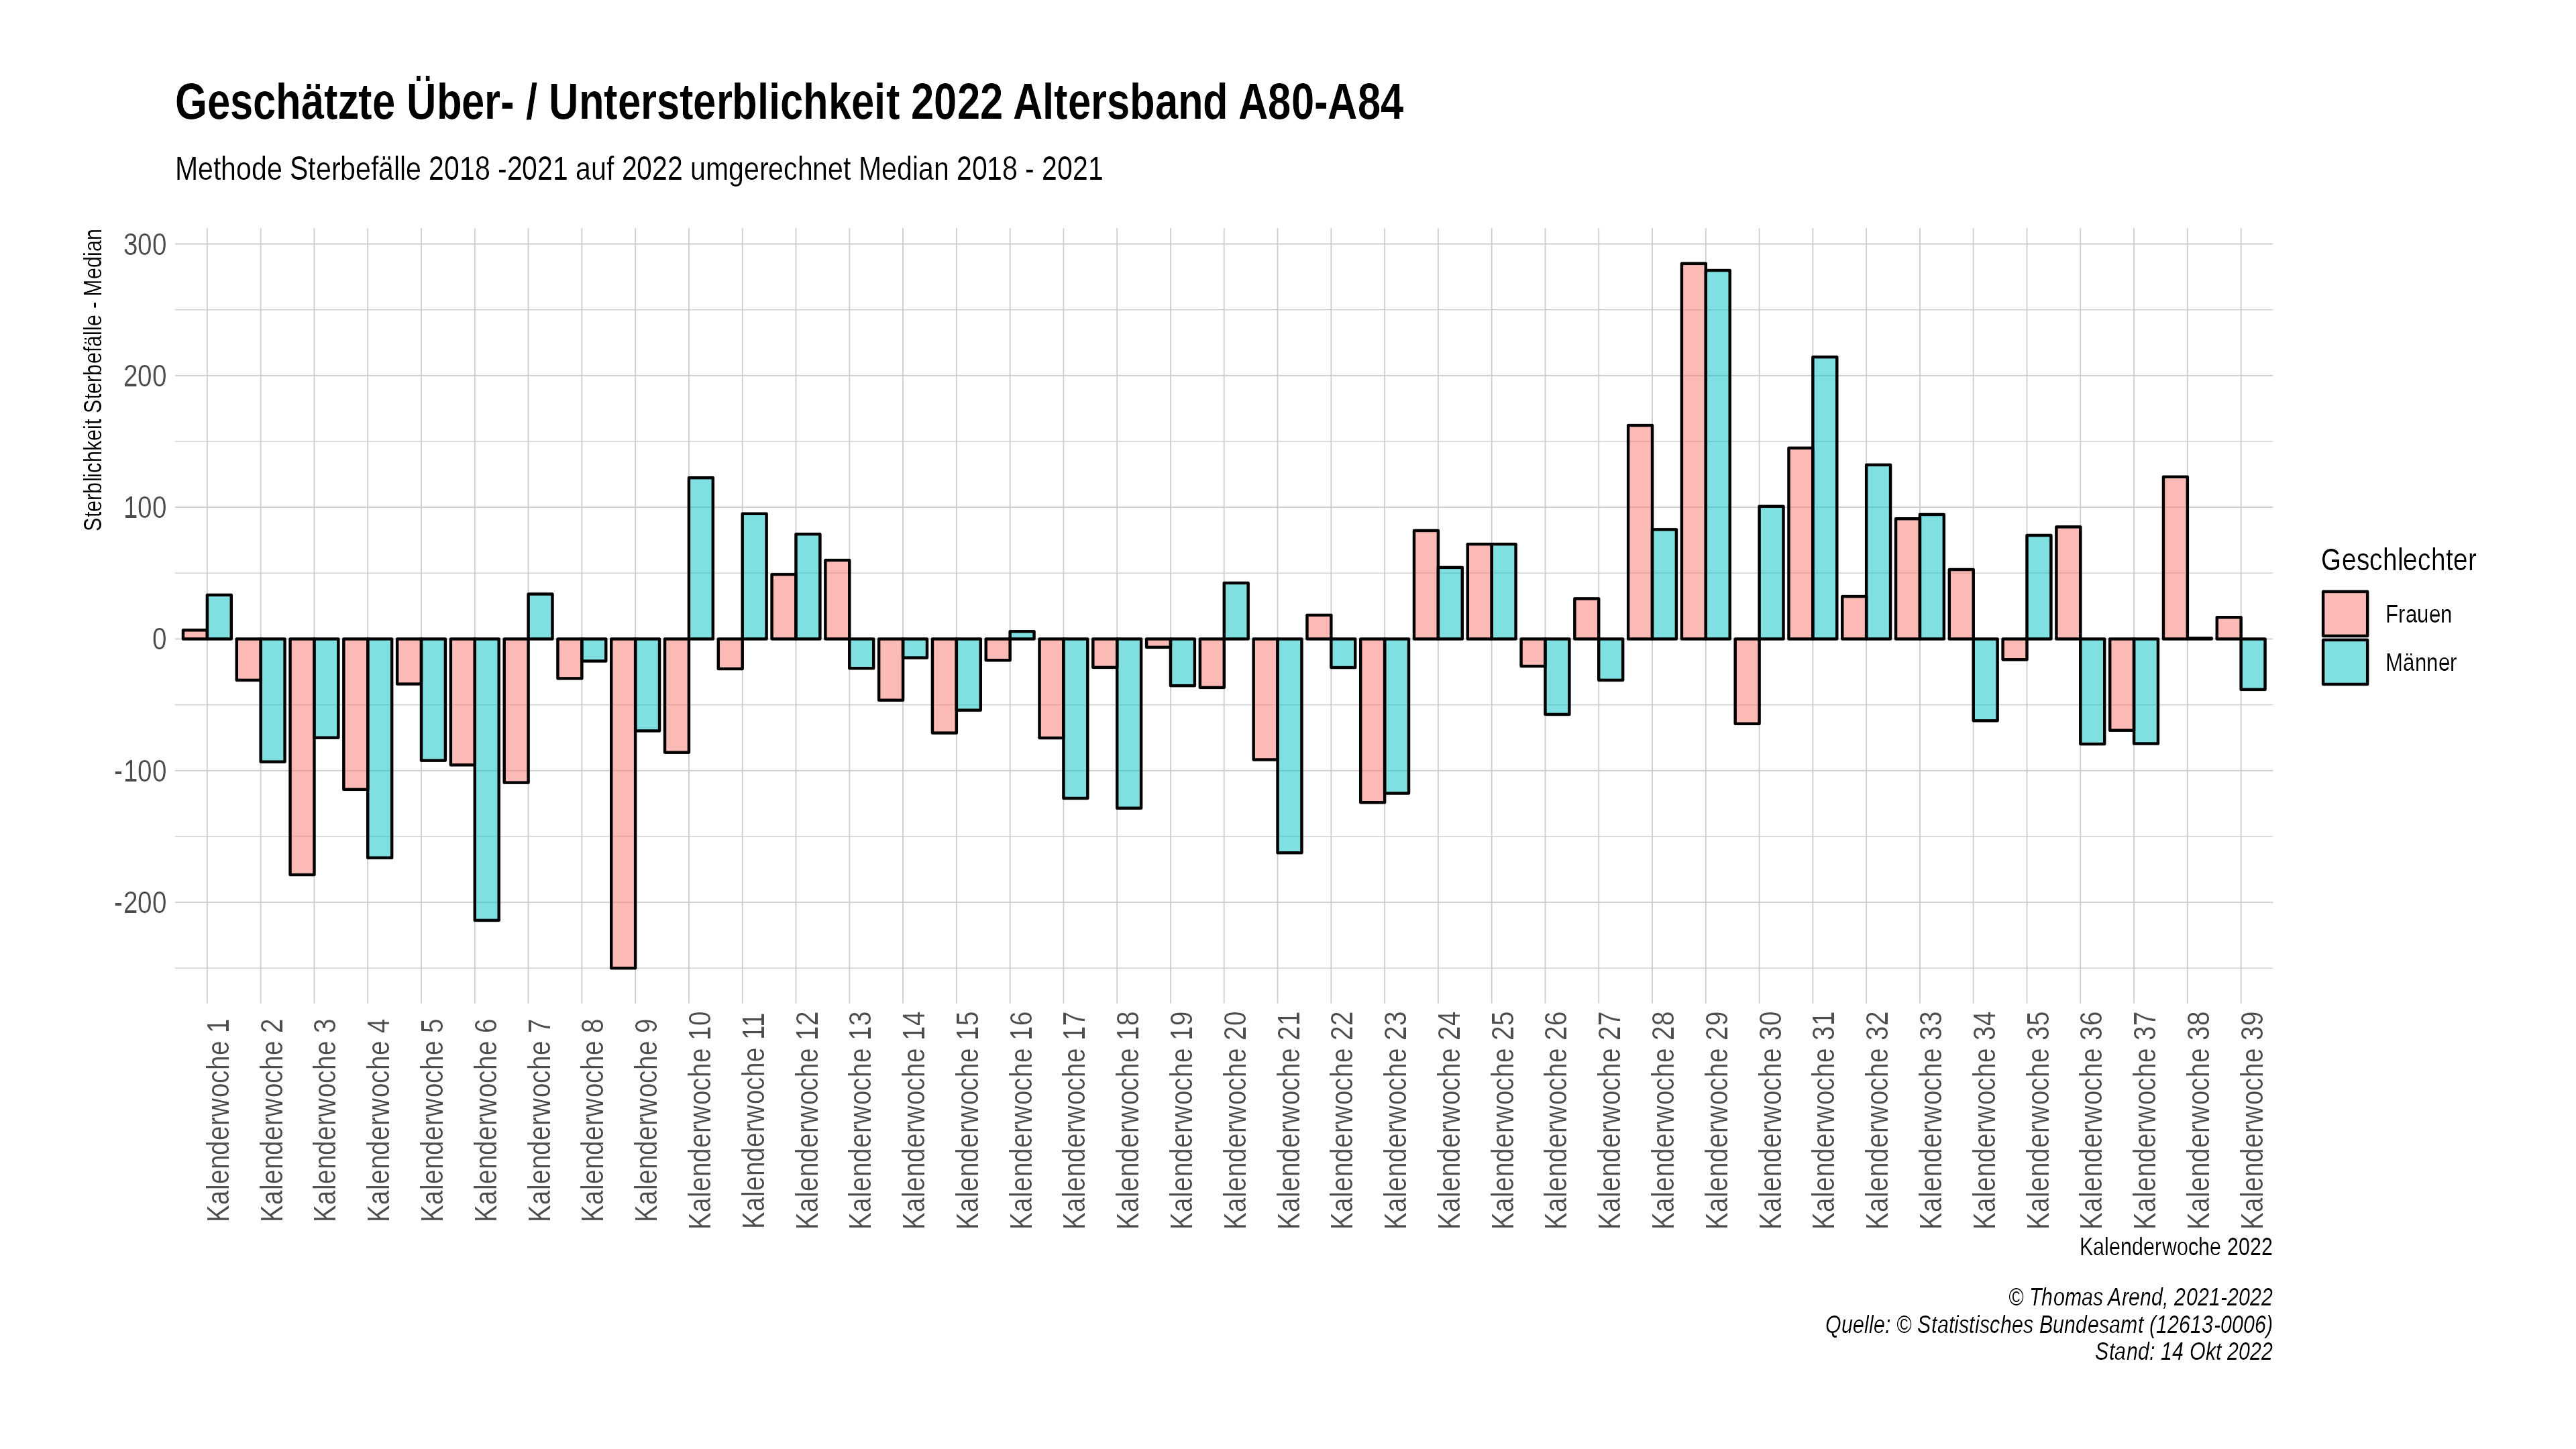 Geschätzte Über- / Untersterblichkeit 2022 Altersband A80-A84
Methode Sterbefälle 2018 -2021 auf 2022 umgerechnet Median 2018 - 2021
Sterblichkeit Sterbefälle - Median
300
200
100
0
-100
-200
Kalenderwoche 1
Kalenderwoche 2
Kalenderwoche 3
Kalenderwoche 4
Kalenderwoche 5
Kalenderwoche 6
Kalenderwoche 7
Kalenderwoche 8
Kalenderwoche 9
Kalenderwoche 10
Kalenderwoche 11
Kalenderwoche 12
Kalenderwoche 13
Kalenderwoche 14
Kalenderwoche 15
Kalenderwoche 16
Kalenderwoche 17
Kalenderwoche 18
Kalenderwoche 19
Kalenderwoche 20
Kalenderwoche 21
Kalenderwoche 22
Kalenderwoche 23
Kalenderwoche 24
Kalenderwoche 25
Kalenderwoche 26
Kalenderwoche 27
Kalenderwoche 28
Kalenderwoche 29
Kalenderwoche 30
Kalenderwoche 31
Kalenderwoche 32
Kalenderwoche 33
Kalenderwoche 34
Kalenderwoche 35
Kalenderwoche 36
Kalenderwoche 37
Kalenderwoche 38
Kalenderwoche 39
Kalenderwoche 2022
Geschlechter
Frauen
Männer
© Thomas Arend, 2021-2022
Quelle: © Statistisches Bundesamt (12613-0006)
Stand: 14 Okt 2022